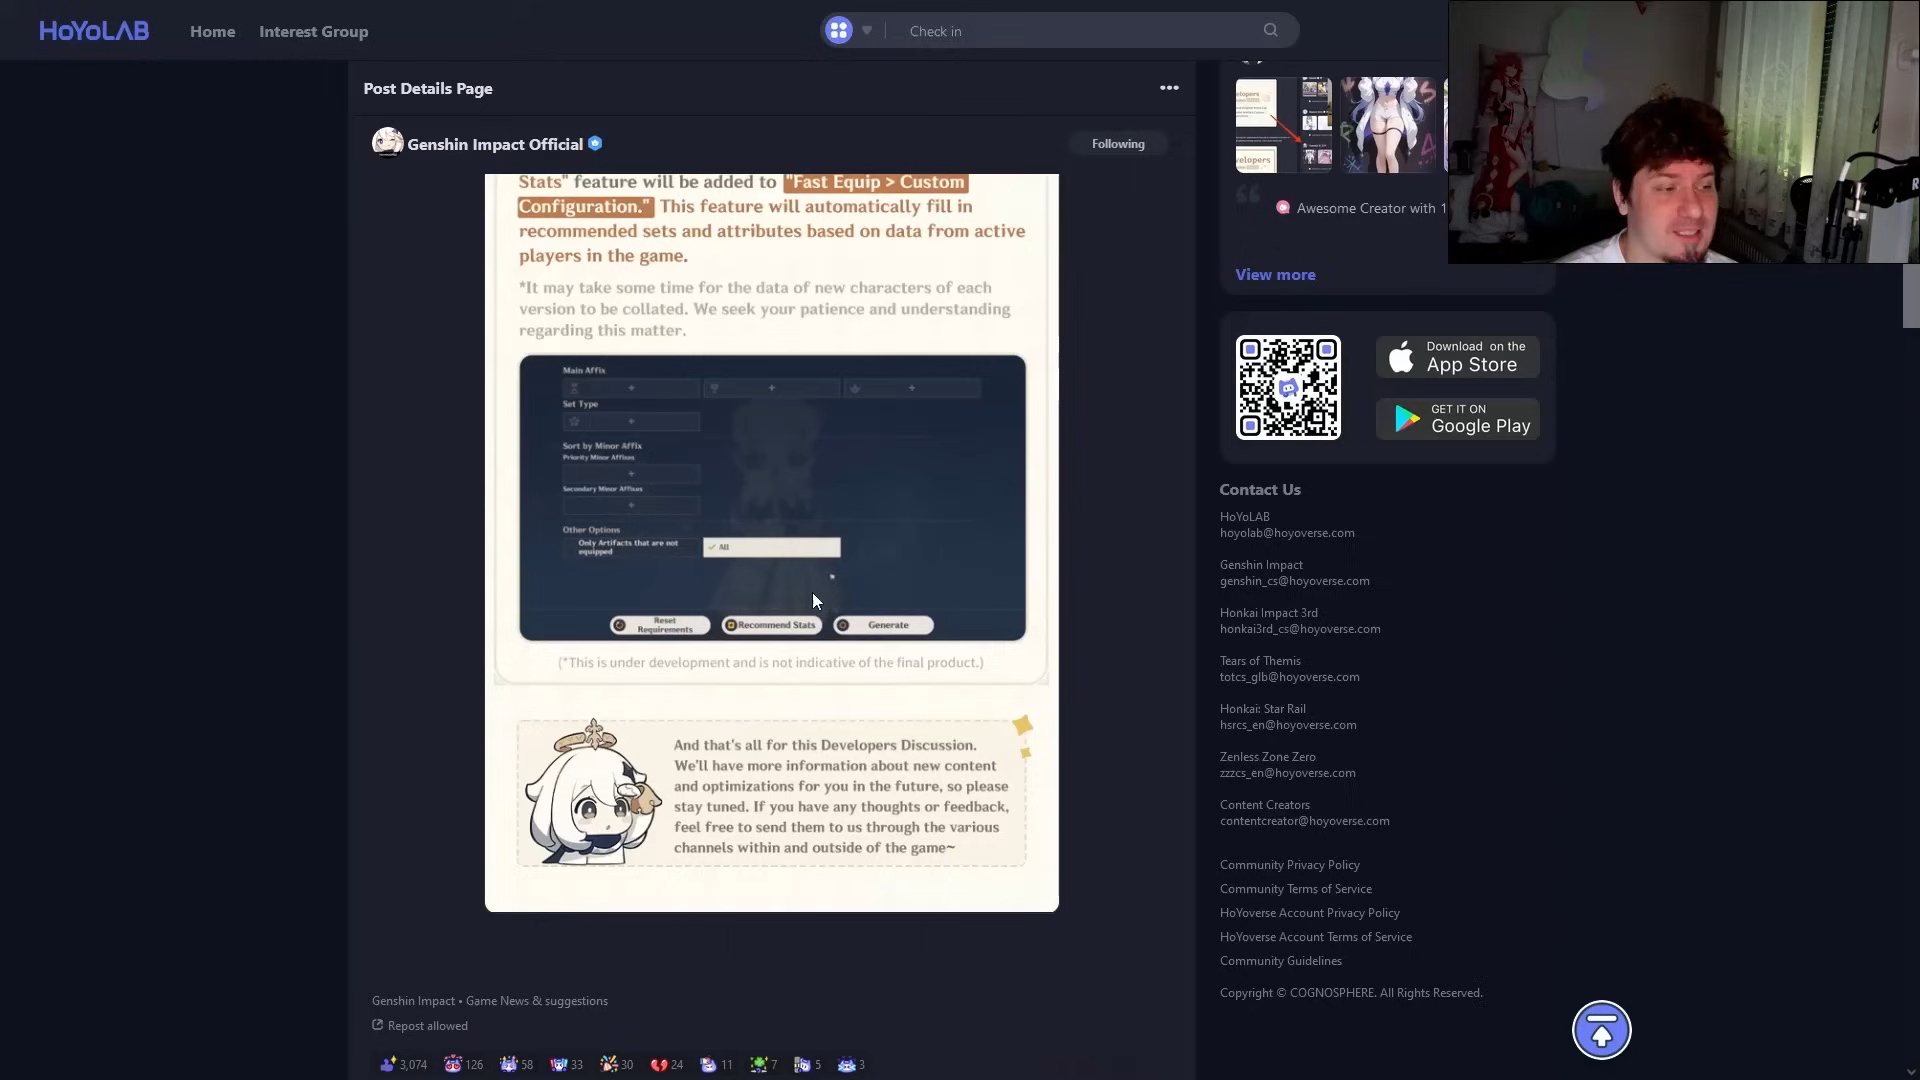 HoYoLAB
Home
Interest Group
Check in
Post Details Page
Genshin Impact Official
Following
Stats" feature will be added to "Fast Equip > Custom
Configuration." This feature will automatically fill in
recommended sets and attributes based on data from active
players in the game.
*It may take some time for the data of new characters of each
version to be collated. We seek your patience and understanding
regarding this matter.
Main Affix
Set Type
Sort by Minor Affix
Priority Minor Affixes
Secondary Minor Affixes
Other Options
Only Artifacts that are not
equipped
All
Reset
Requirements
Recommend Stats
Generate
(*This is under development and is not indicative of the final product.)
And that's all for this Developers Discussion.
We'll have more information about new content
and optimizations for you in the future, so please
stay tuned. If you have any thoughts or feedback,
feel free to send them to us through the various
channels within and outside of the game~
Genshin Impact • Game News & suggestions
Repost allowed
3,074
126
58
33
30
24
11
7
5
3
Awesome Creator with 1
View more
Download on the
App Store
GET IT ON
Google Play
Contact Us
HoYoLAB
hoyolab@hoyoverse.com
Genshin Impact
genshin_cs@hoyoverse.com
Honkai Impact 3rd
honkai3rd_cs@hoyoverse.com
Tears of Themis
totcs_glb@hoyoverse.com
Honkai: Star Rail
hsrcs_en@hoyoverse.com
Zenless Zone Zero
zzzcs_en@hoyoverse.com
Content Creators
contentcreator@hoyoverse.com
Community Privacy Policy
Community Terms of Service
HoYoverse Account Privacy Policy
HoYoverse Account Terms of Service
Community Guidelines
Copyright © COGNOSPHERE. All Rights Reserved.